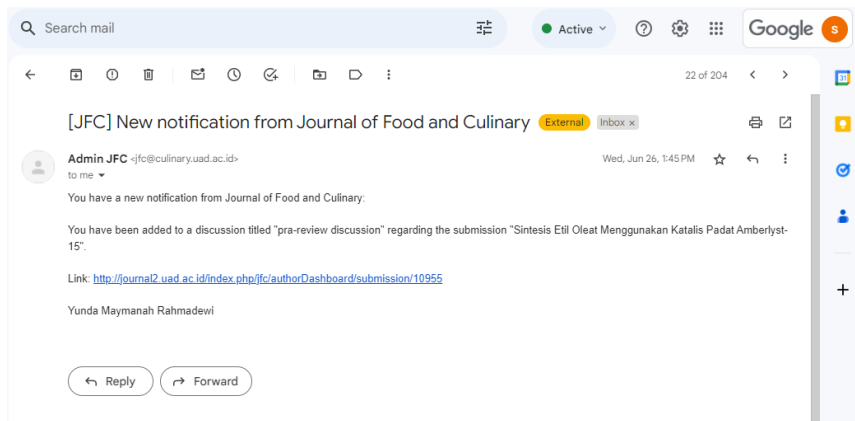 Search mail
Active
Google
S
22 of 204
31
[JFC] New notification from Journal of Food and Culinary External Inbox ×
Admin JFC <jfc@culinary.uad.ac.id>
Wed, Jun 26, 1:45 PM
to me
You have a new notification from Journal of Food and Culinary:
You have been added to a discussion titled "pra-review discussion" regarding the submission "Sintesis Etil Oleat Menggunakan Katalis Padat Amberlyst-
15".
Link: http://journal2.uad.ac.id/index.php/jfc/authorDashboard/submission/10955
Yunda Maymanah Rahmadewi
Reply
Forward